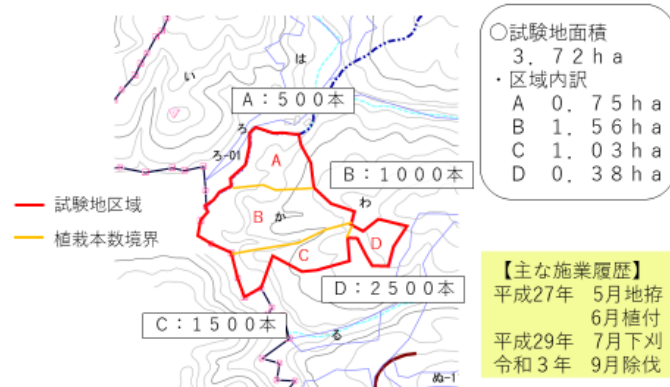 ○試験地面積
３．７２ｈａ
・区域内訳
Ａ　０．７５ｈａ
Ｂ　１．５６ｈａ
Ｃ　１．０３ｈａ
Ｄ　０．３８ｈａ
は
い
Ａ：５００本
ろ
ろ-01
A
Ｂ：１０００本
わ
試験地区域
B
か
植栽本数境界
D
C
Ｄ：２５００本
Ｃ：１５００本
る
ぬ-1
【主な施業履歴】
平成27年　5月地拵
6月植付
平成29年　7月下刈
令和３年　9月除伐